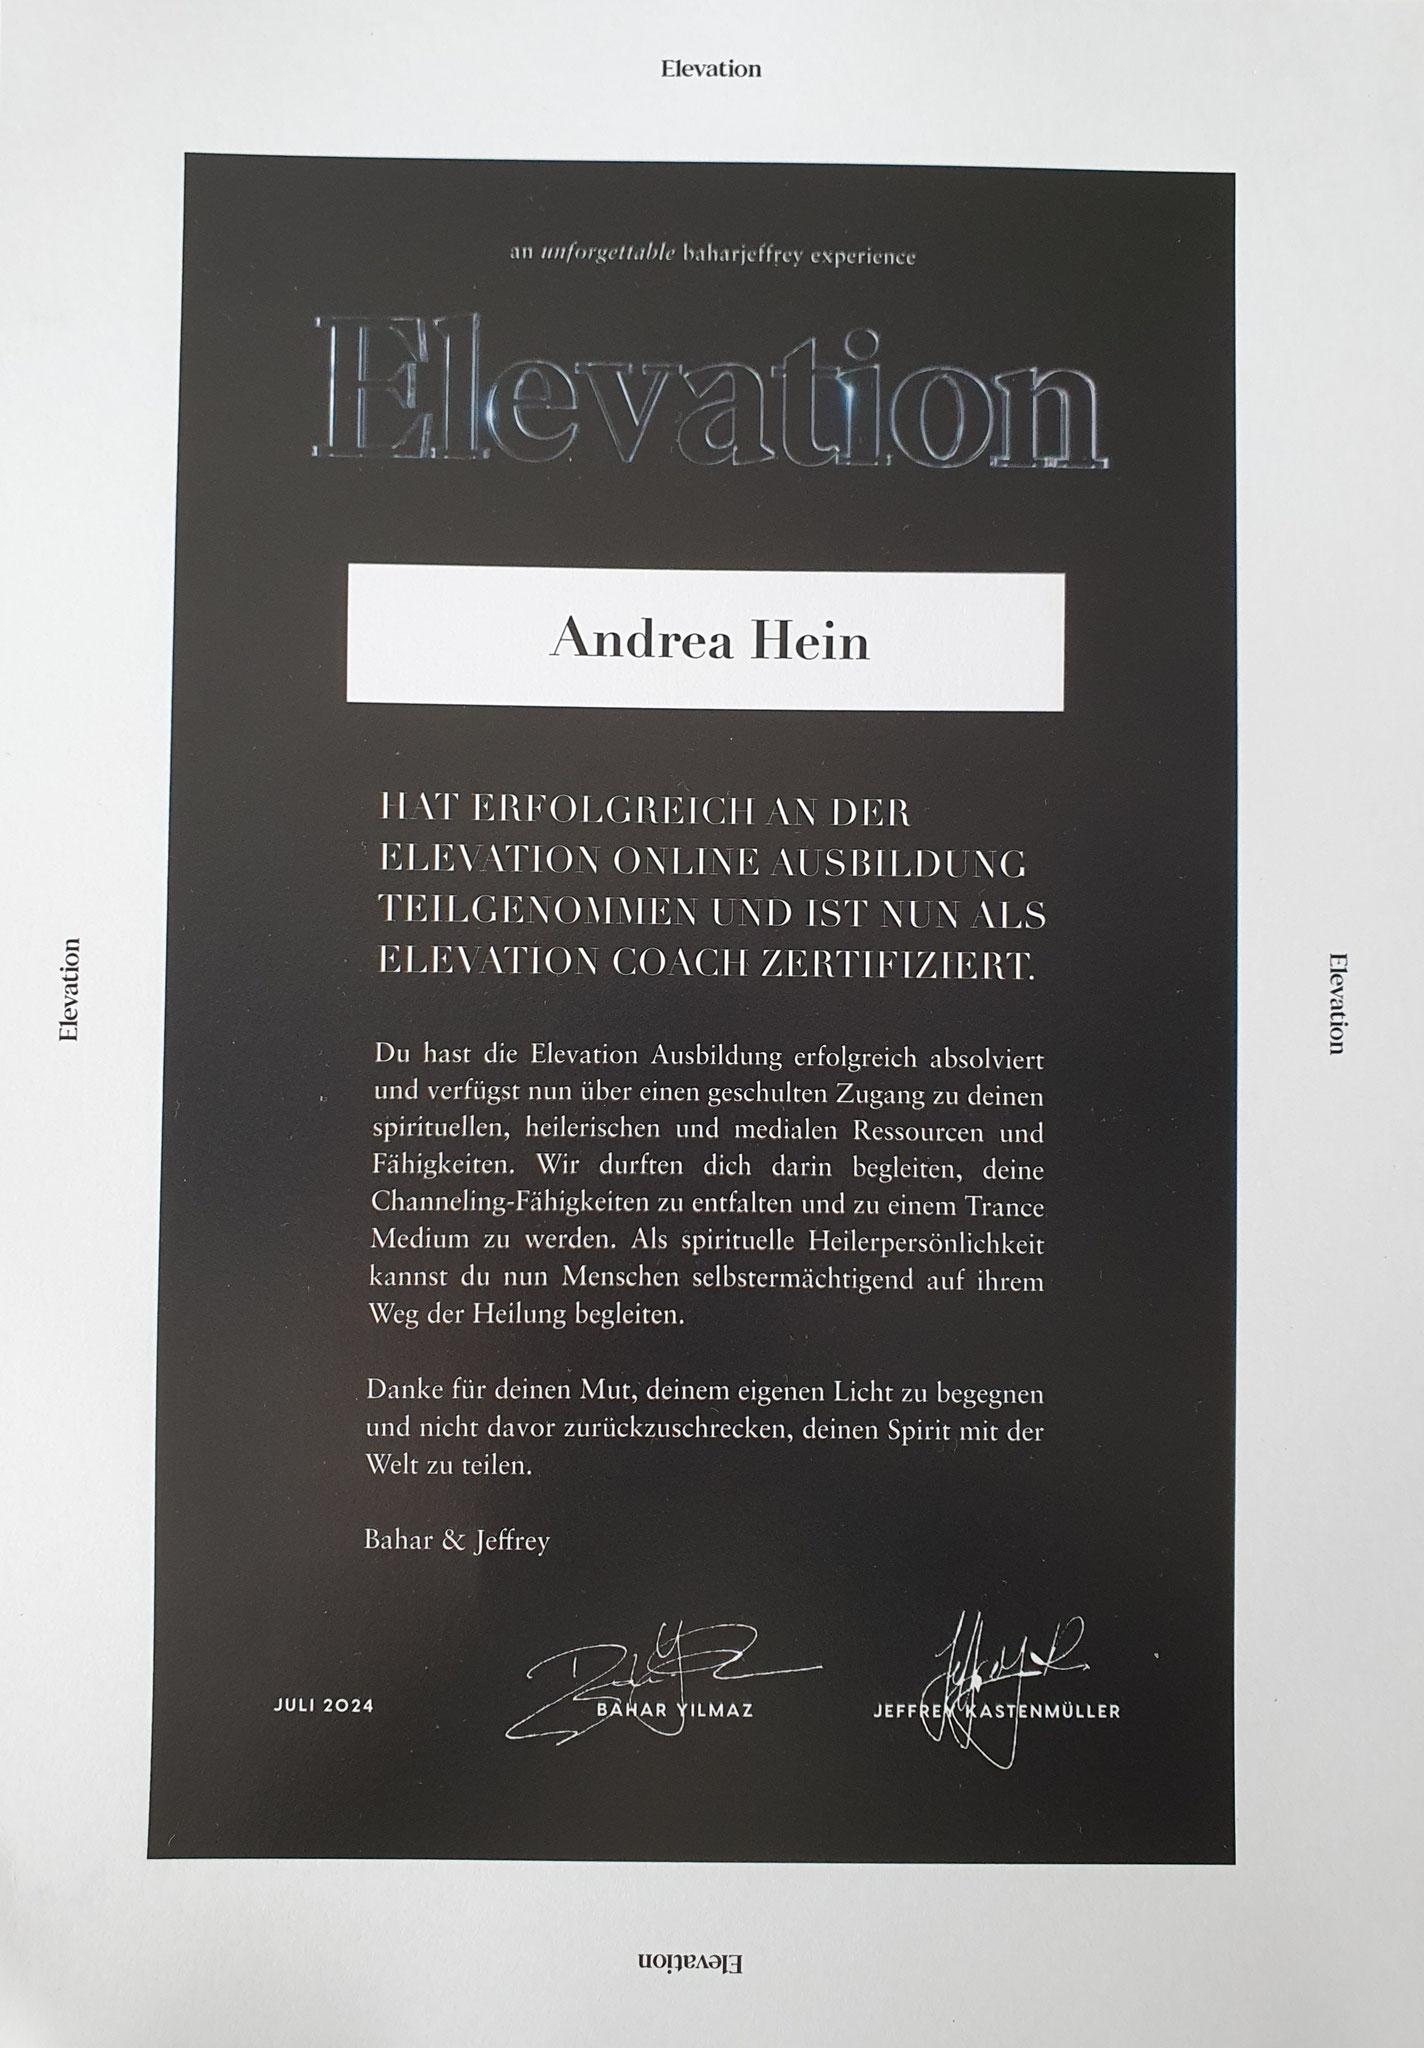 Elevation
an unforgettable baharjeffrey experience
Elevation
Andrea Hein
HAT ERFOLGREICH AN DER
ELEVATION ONLINE AUSBILDUNG
TEILGENOMMEN UND IST NUN ALS
ELEVATION COACH ZERTIFIZIERT.
Elevation
Elevation
Du hast die Elevation Ausbildung erfolgreich absolviert
und verfügst nun über einen geschulten Zugang zu deinen
spirituellen, heilerischen und medialen Ressourcen und
Fähigkeiten. Wir durften dich darin begleiten, deine
Channeling-Fähigkeiten zu entfalten und zu einem Trance
Medium zu werden. Als spirituelle Heilerpersönlichkeit
kannst du nun Menschen selbstermächtigend auf ihrem
Weg der Heilung begleiten.
Danke für deinen Mut, deinem eigenen Licht zu begegnen
und nicht davor zurückzuschrecken, deinen Spirit mit der
Welt zu teilen.
Bahar & Jeffrey
JULI 2024
BAHAR YILMAZ
JEFFREY KASTENMÜLLER
Elevation